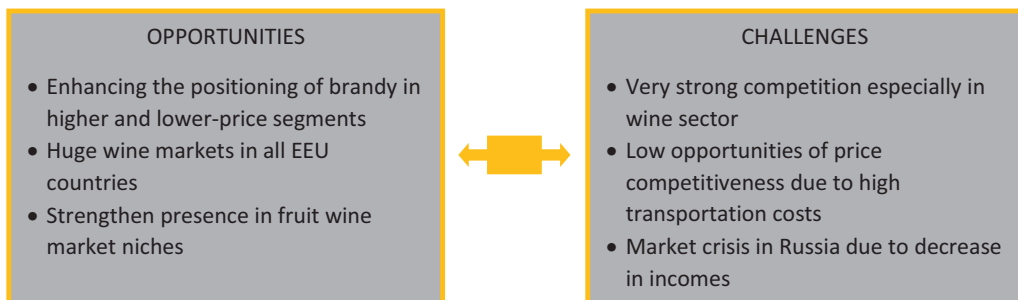 OPPORTUNITIES
• Enhancing the positioning of brandy in
higher and lower-price segments
• Huge wine markets in all EEU
countries
• Strengthen presence in fruit wine
market niches
CHALLENGES
• Very strong competition especially in
wine sector
• Low opportunities of price
competitiveness due to high
transportation costs
• Market crisis in Russia due to decrease
in incomes